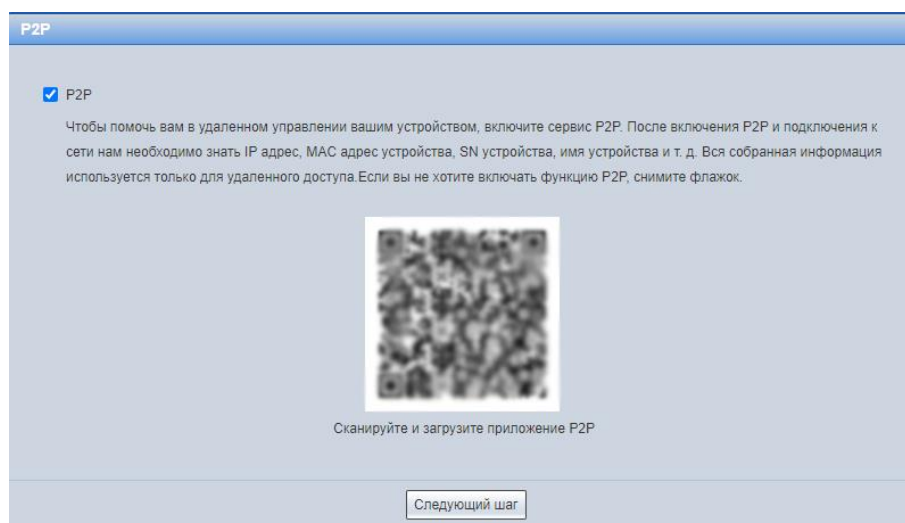 P2P
P2P
Чтобы помочь вам в удаленном управлении вашим устройством, включите сервис P2P. После включения P2P и подключения к
сети нам необходимо знать IP адрес, MAC адрес устройства, SN устройства, имя устройства и т. д. Вся собранная информация
используется только для удаленного доступа.Если вы не хотите включать функцию P2P, снимите флажок.
Сканируйте и загрузите приложение P2P
Следующий шаг